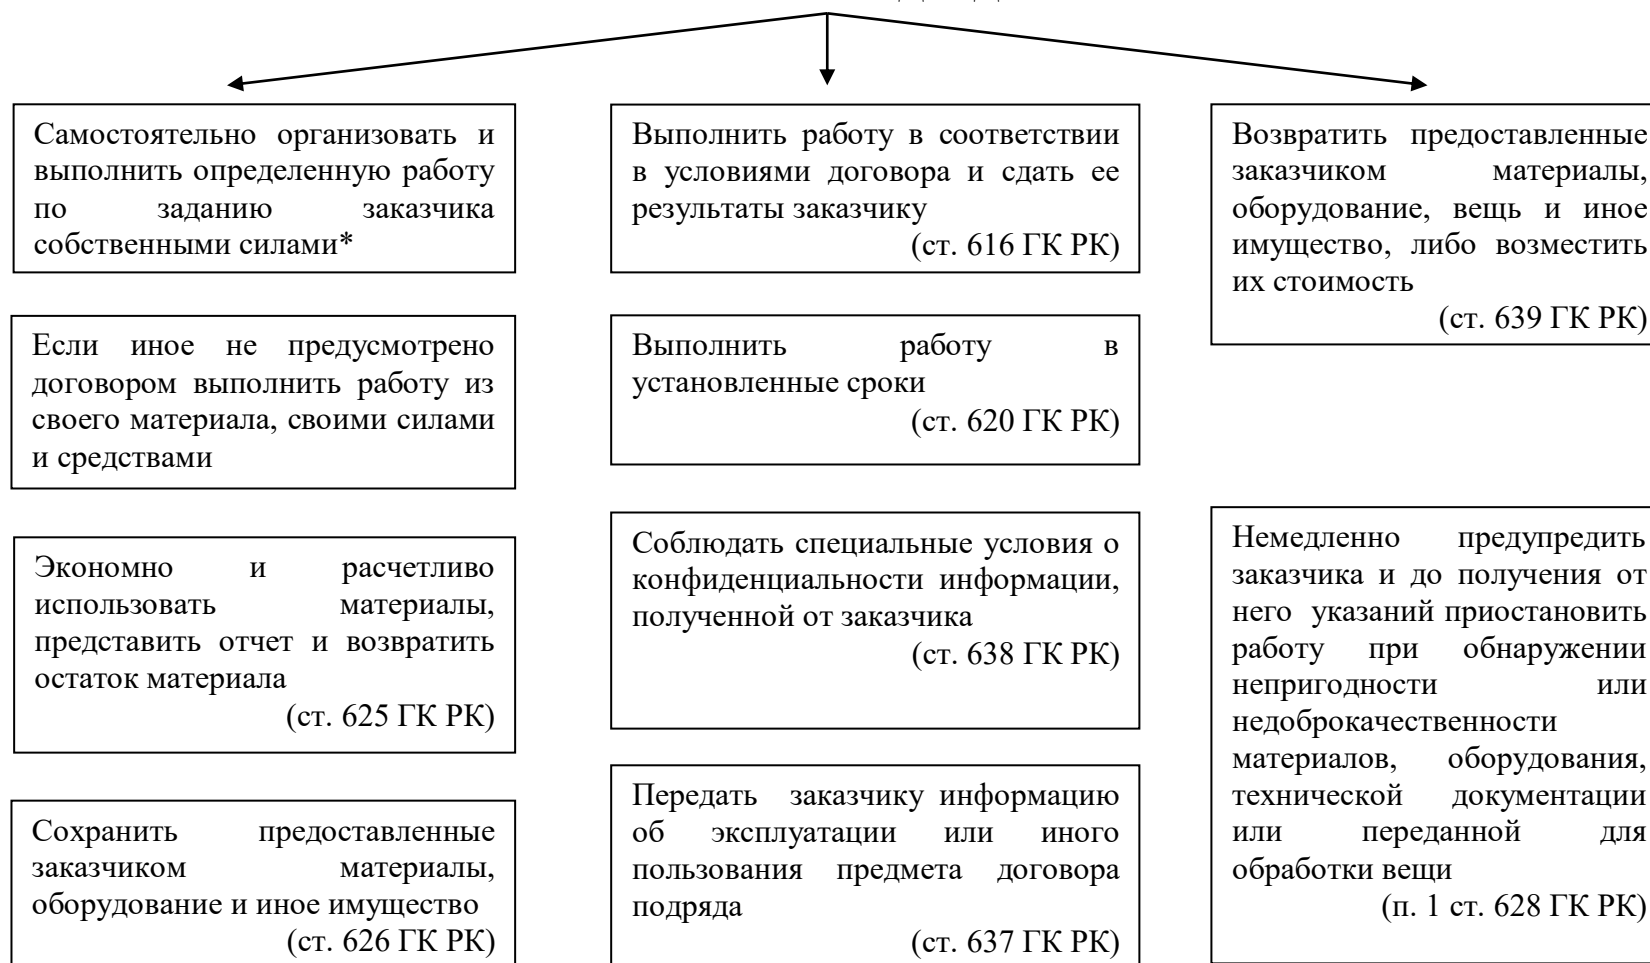 Самостоятельно организовать и
выполнить определенную работу
по заданию заказчика
собственными силами*
Если иное не предусмотрено
договором выполнить работу из
своего материала, своими силами
и средствами
Экономно и расчетливо
использовать материалы,
представить отчет и возвратить
остаток материала
(ст. 625 ГК РК)
Сохранить предоставленные
заказчиком материалы,
оборудование и иное имущество
(ст. 626 ГК РК)
Выполнить работу в соответствии
в условиями договора и сдать ее
результаты заказчику
(ст. 616 ГК РК)
Выполнить работу в
установленные сроки
(ст. 620 ГК РК)
Соблюдать специальные условия о
конфиденциальности информации,
полученной от заказчика
(ст. 638 ГК РК)
Передать заказчику информацию
об эксплуатации или иного
пользования предмета договора
подряда
(ст. 637 ГК РК)
Возвратить предоставленные
заказчиком материалы,
оборудование, вещь и иное
имущество, либо возместить
их стоимость
(ст. 639 ГК РК)
Немедленно предупредить
заказчика и до получения от
него указаний приостановить
работу при обнаружении
непригодности или
недоброкачественности
материалов, оборудования,
технической документации
или переданной для
обработки вещи
(п. 1 ст. 628 ГК РК)